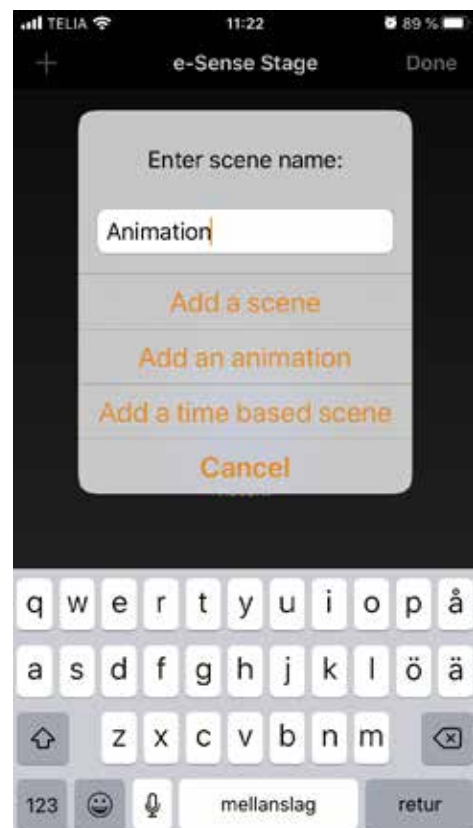 TELIA 11:22 89 %
+ e-Sense Stage Done
Enter scene name:
Animation
Add a scene
Add an animation
Add a time based scene
Cancel
q w e r t y u i o p å
a s d f g h j k l ö ä
z x c v b n m
123 mellanslag retur